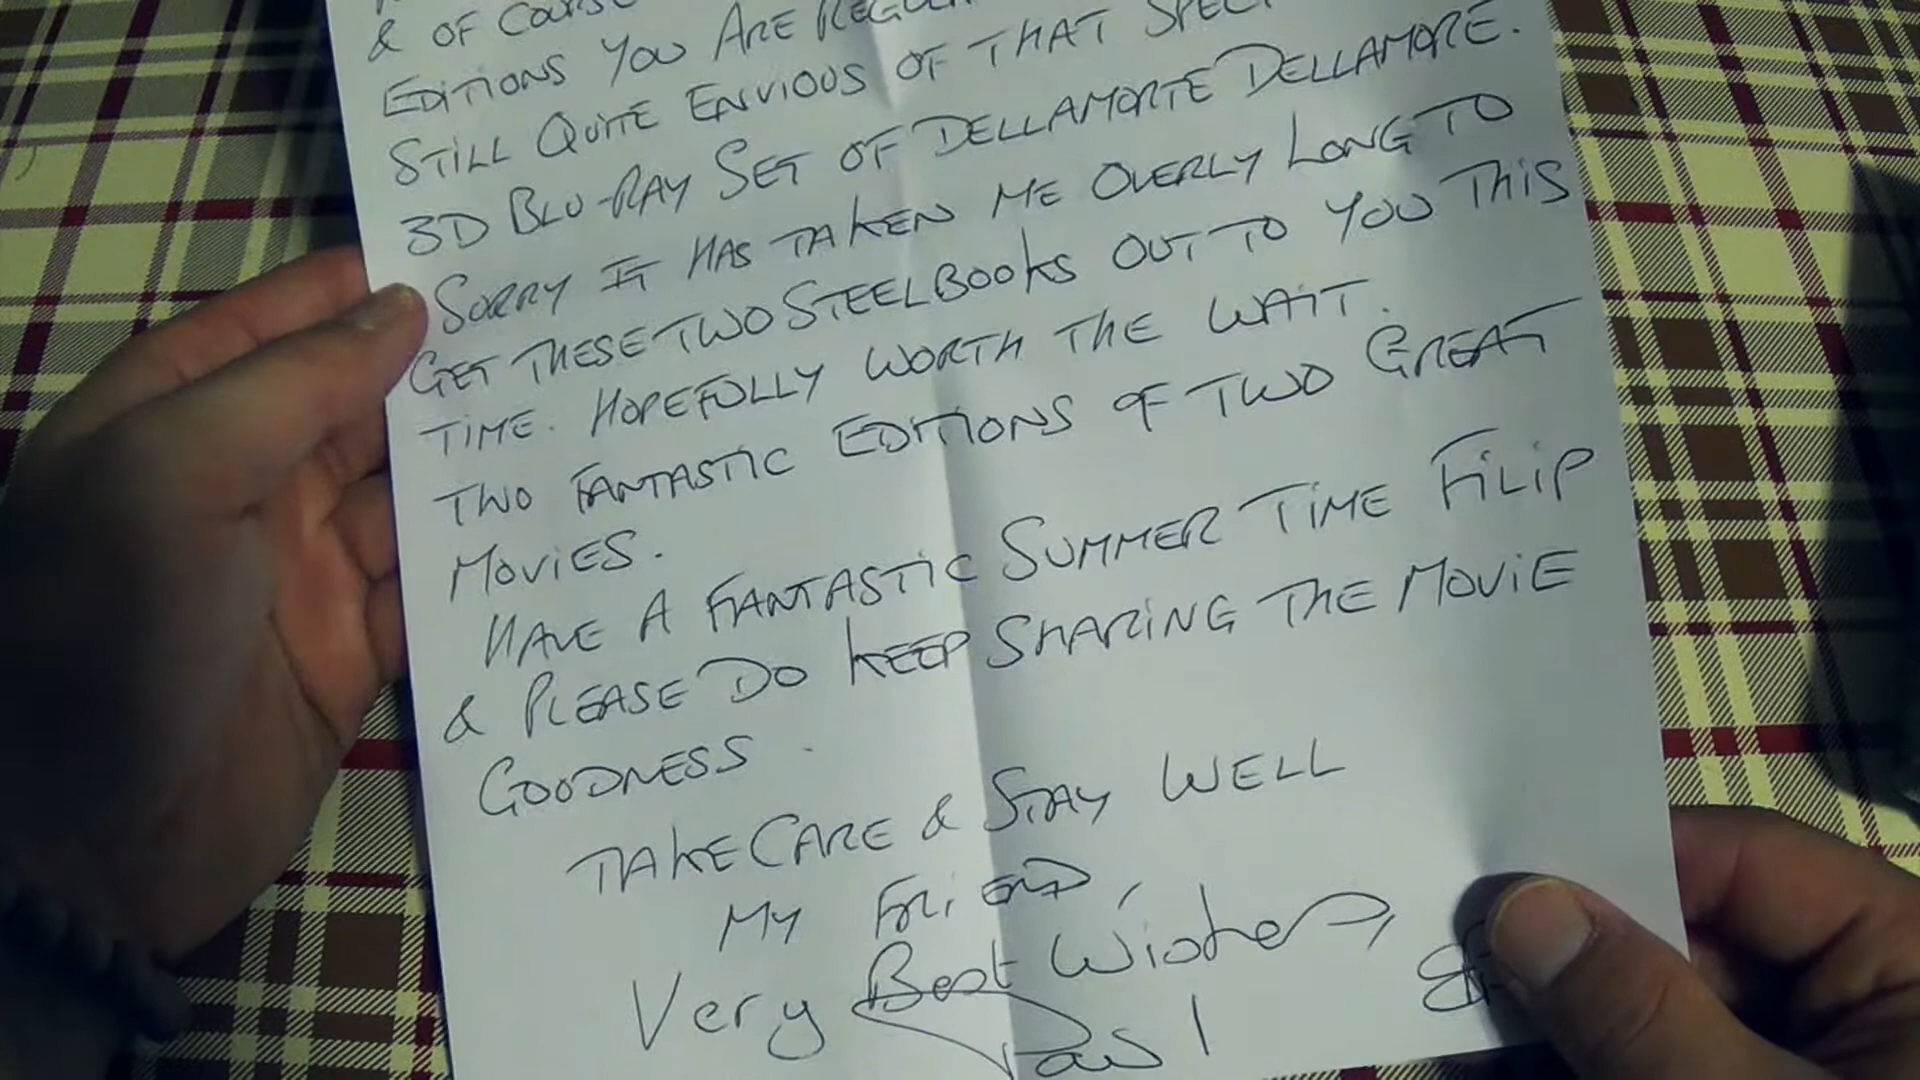 & OF COURSE
EDITIONS YOU ARE
STILL QUITE ENVIOUS OF THAT
3D BLU-RAY SET OF DELLAMORTE DELLAMORE.
SORRY IT HAS TAKEN ME OVERLY LONG TO
GET THESE TWO STEELBOOKS OUT TO YOU THIS
TIME. HOPEFULLY WORTH THE WAIT.
TWO FANTASTIC EDITIONS OF TWO GREAT
MOVIES.
HAVE A FANTASTIC SUMMER TIME FILIP
& PLEASE DO KEEP SHARING THE MOVIE
GOODNESS.
TAKE CARE & STAY WELL
MY FRIEND,
Very Best Wishes,
Paul